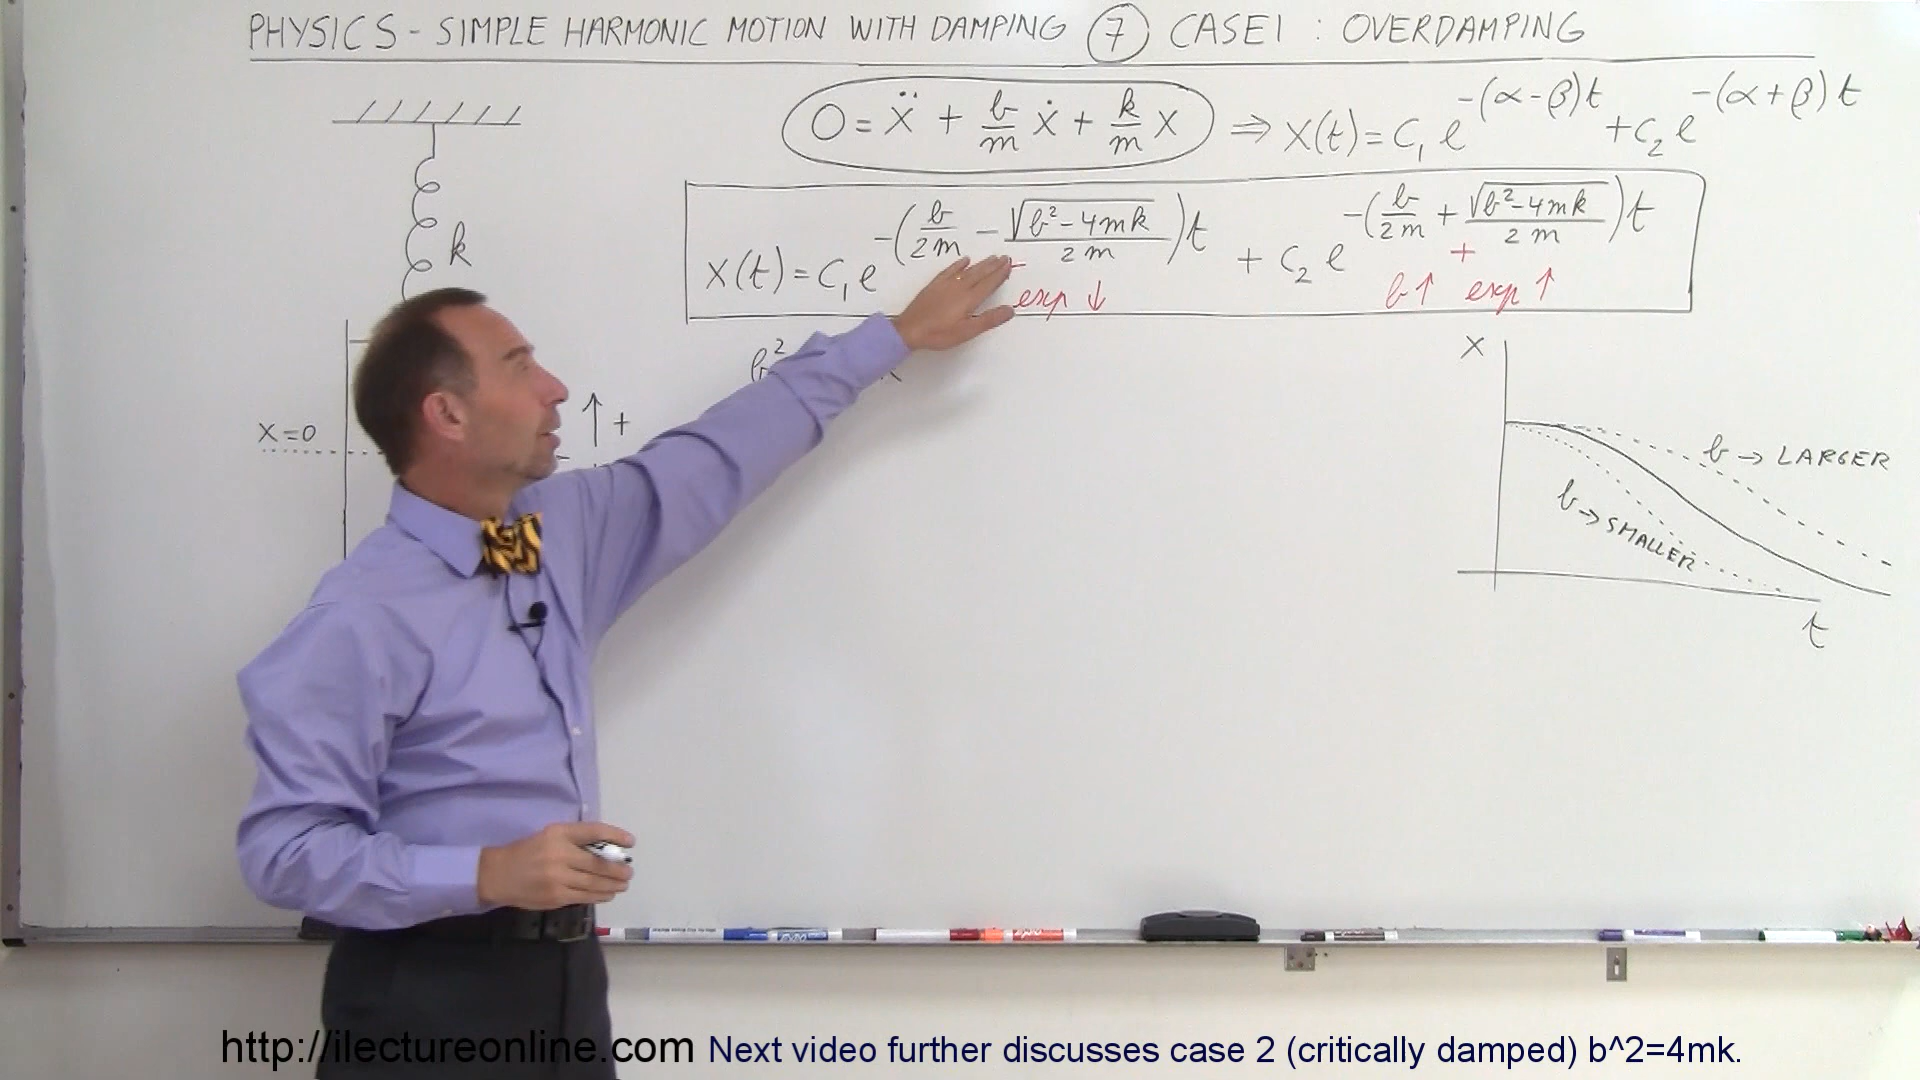 PHYSICS - SIMPLE HARMONIC MOTION WITH DAMPING ⑦ CASE 1 : OVERDAMPING
0 = ẍ + b/m ẋ + k/m x ⇒ x(t) = C₁ e^-(α-β)t + C₂ e^-(α+β)t
x(t) = C₁ e^-(b/2m - √(b²-4mk)/2m)t + C₂ e^-(b/2m + √(b²-4mk)/2m)t
+
exp ↓
b↑ exp ↑
k
b²
x=0
↑ +
x
b → LARGER
b → SMALLER
t
http://ilectureonline.com Next video further discusses case 2 (critically damped) b^2=4mk.